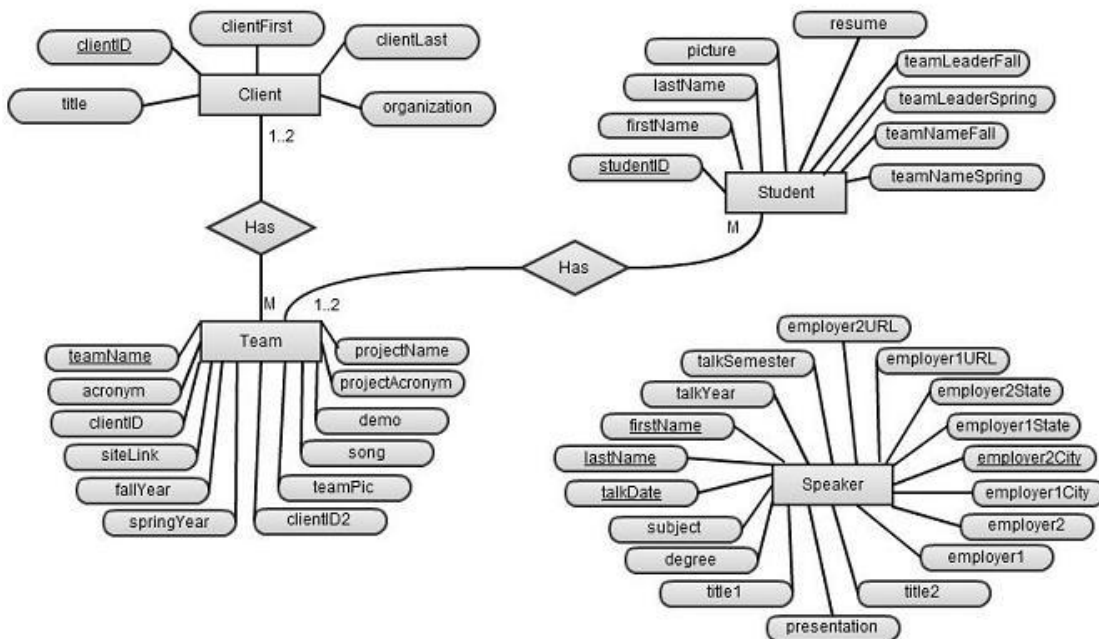 clientID
clientFirst
clientLast
title
Client
organization
1..2
Has
M
resume
picture
teamLeaderFall
lastName
teamLeaderSpring
firstName
teamNameFall
studentID
Student
teamNameSpring
M
Has
1..2
Team
teamName
projectName
acronym
projectAcronym
clientID
demo
siteLink
song
fallYear
teamPic
springYear
clientID2
employer2URL
talkSemester
employer1URL
talkYear
employer2State
firstName
employer1State
lastName
employer2City
Speaker
talkDate
employer1City
subject
employer2
degree
employer1
title1
title2
presentation